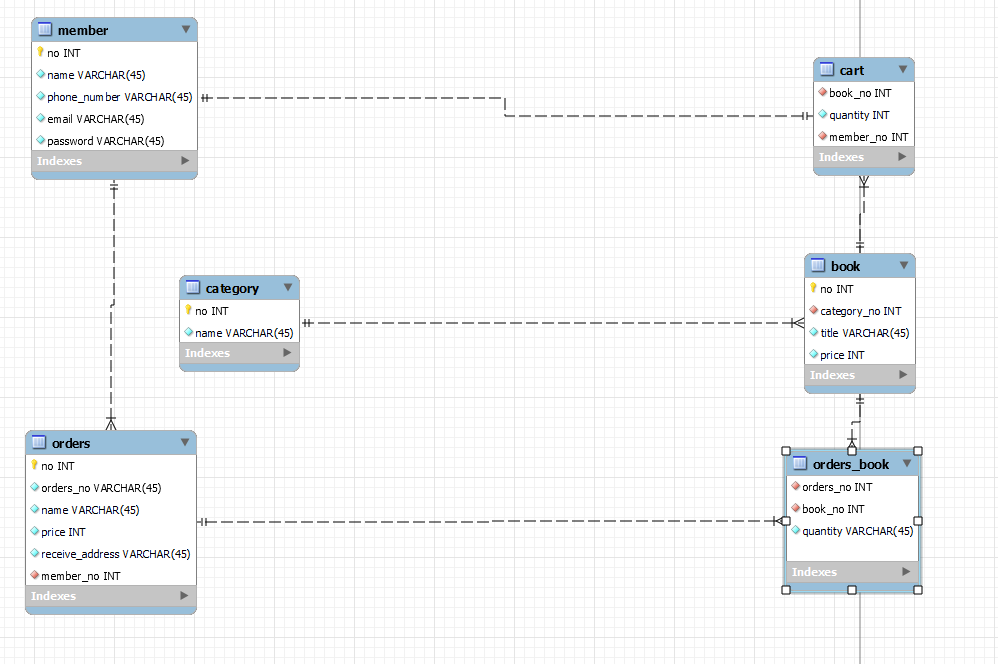 member
no INT
name VARCHAR(45)
phone_number VARCHAR(45)
email VARCHAR(45)
password VARCHAR(45)
Indexes
cart
book_no INT
quantity INT
member_no INT
Indexes
category
no INT
name VARCHAR(45)
Indexes
book
no INT
category_no INT
title VARCHAR(45)
price INT
Indexes
orders
no INT
orders_no VARCHAR(45)
name VARCHAR(45)
price INT
receive_address VARCHAR(45)
member_no INT
Indexes
orders_book
orders_no INT
book_no INT
quantity VARCHAR(45)
Indexes